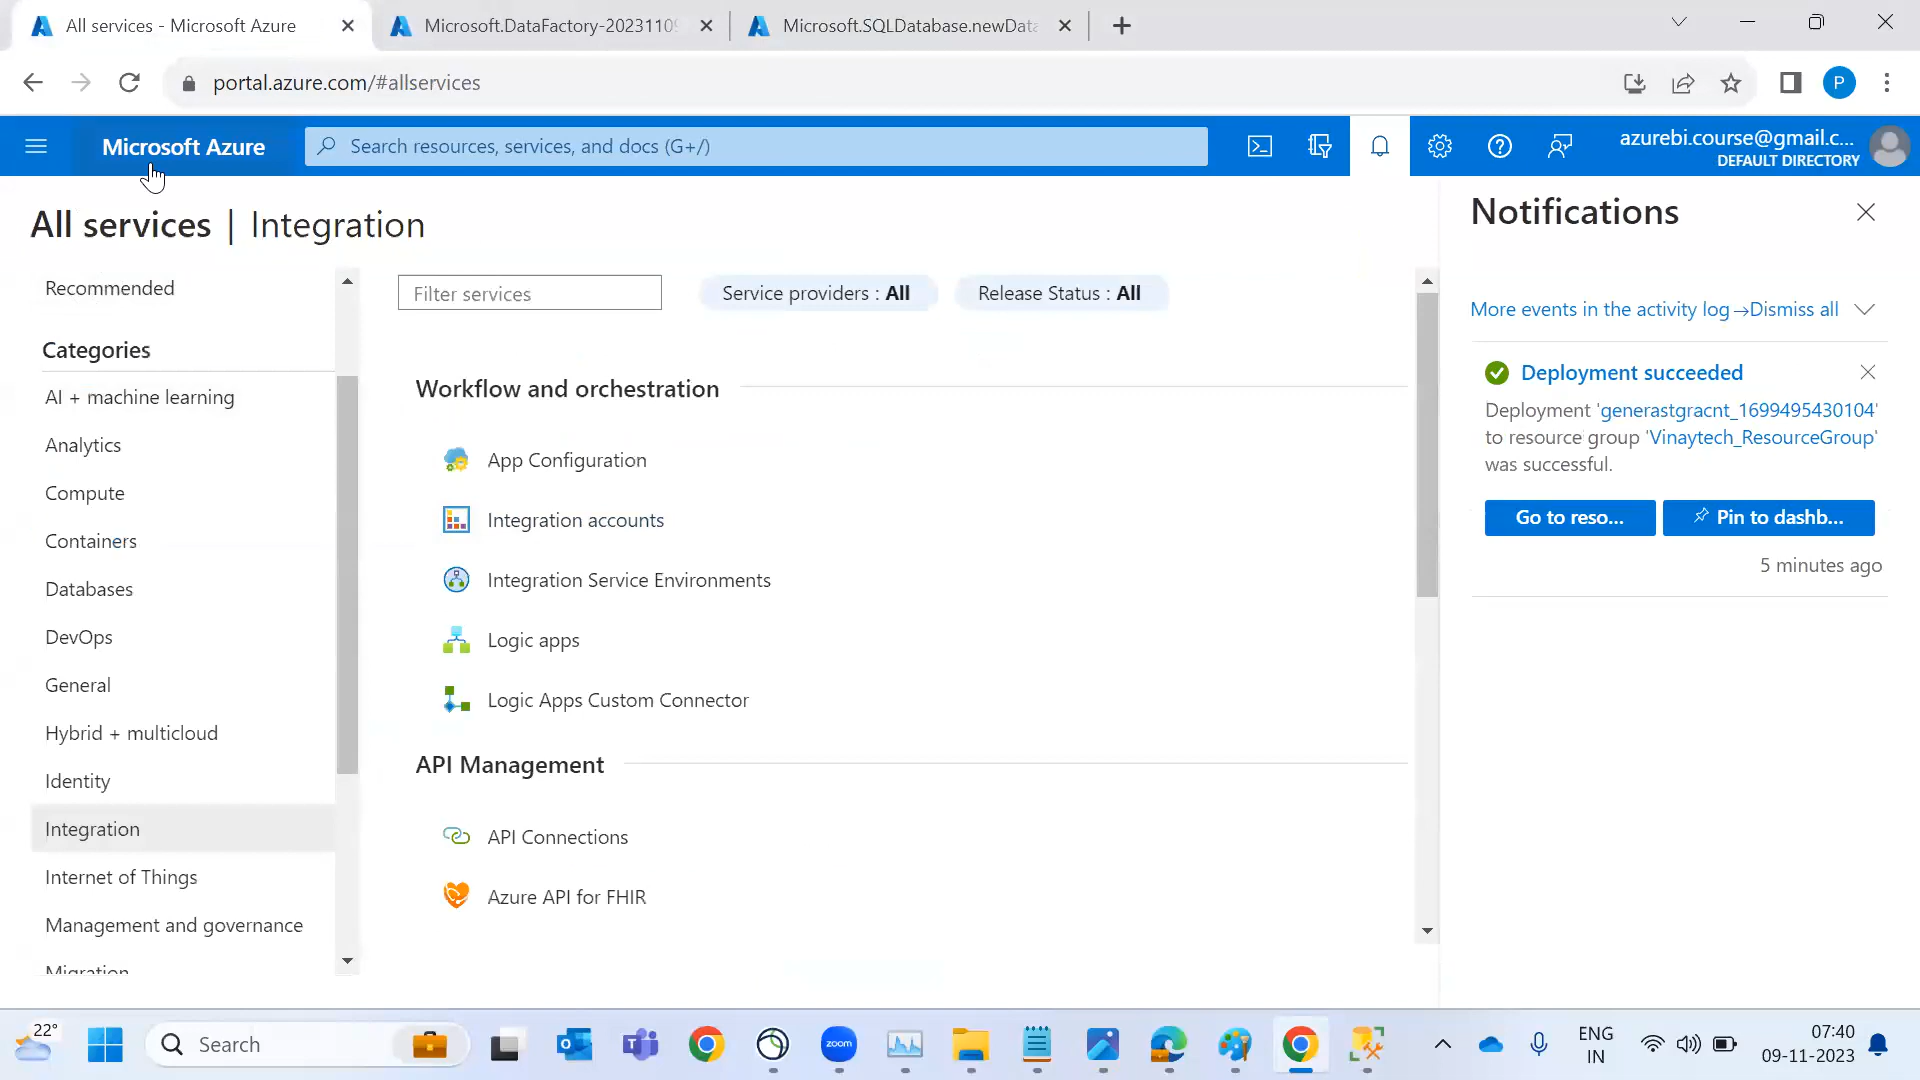 All services - Microsoft Azure
Microsoft.DataFactory-20231109
Microsoft.SQLDatabase.newData
portal.azure.com/#allservices
P
Microsoft Azure
Search resources, services, and docs (G+/)
azurebi.course@gmail.c...
DEFAULT DIRECTORY
All services | Integration
Recommended
Categories
AI + machine learning
Analytics
Compute
Containers
Databases
DevOps
General
Hybrid + multicloud
Identity
Integration
Internet of Things
Management and governance
Migration
Filter services
Service providers : All
Release Status : All
Workflow and orchestration
App Configuration
Integration accounts
Integration Service Environments
Logic apps
Logic Apps Custom Connector
API Management
API Connections
Azure API for FHIR
Notifications
More events in the activity log →
Dismiss all
Deployment succeeded
Deployment 'generastgracnt_1699495430104'
to resource group 'Vinaytech_ResourceGroup'
was successful.
Go to reso...
Pin to dashb...
5 minutes ago
22°
Search
zoom
ENG
IN
07:40
09-11-2023